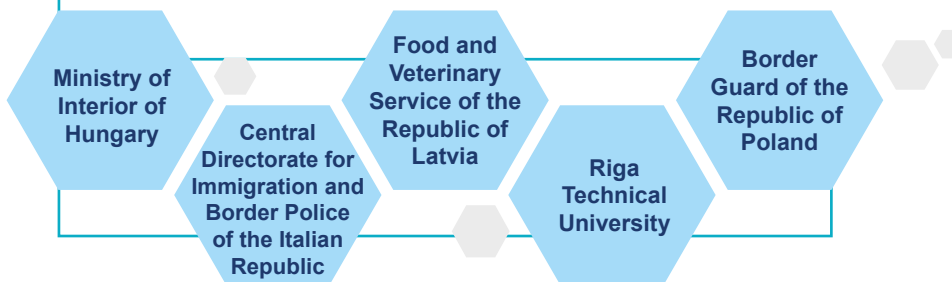 Ministry of
Interior of
Hungary
Central
Directorate for
Immigration and
Border Police
of the Italian
Republic
Food and
Veterinary
Service of the
Republic of
Latvia
Riga
Technical
University
Border
Guard of the
Republic of
Poland